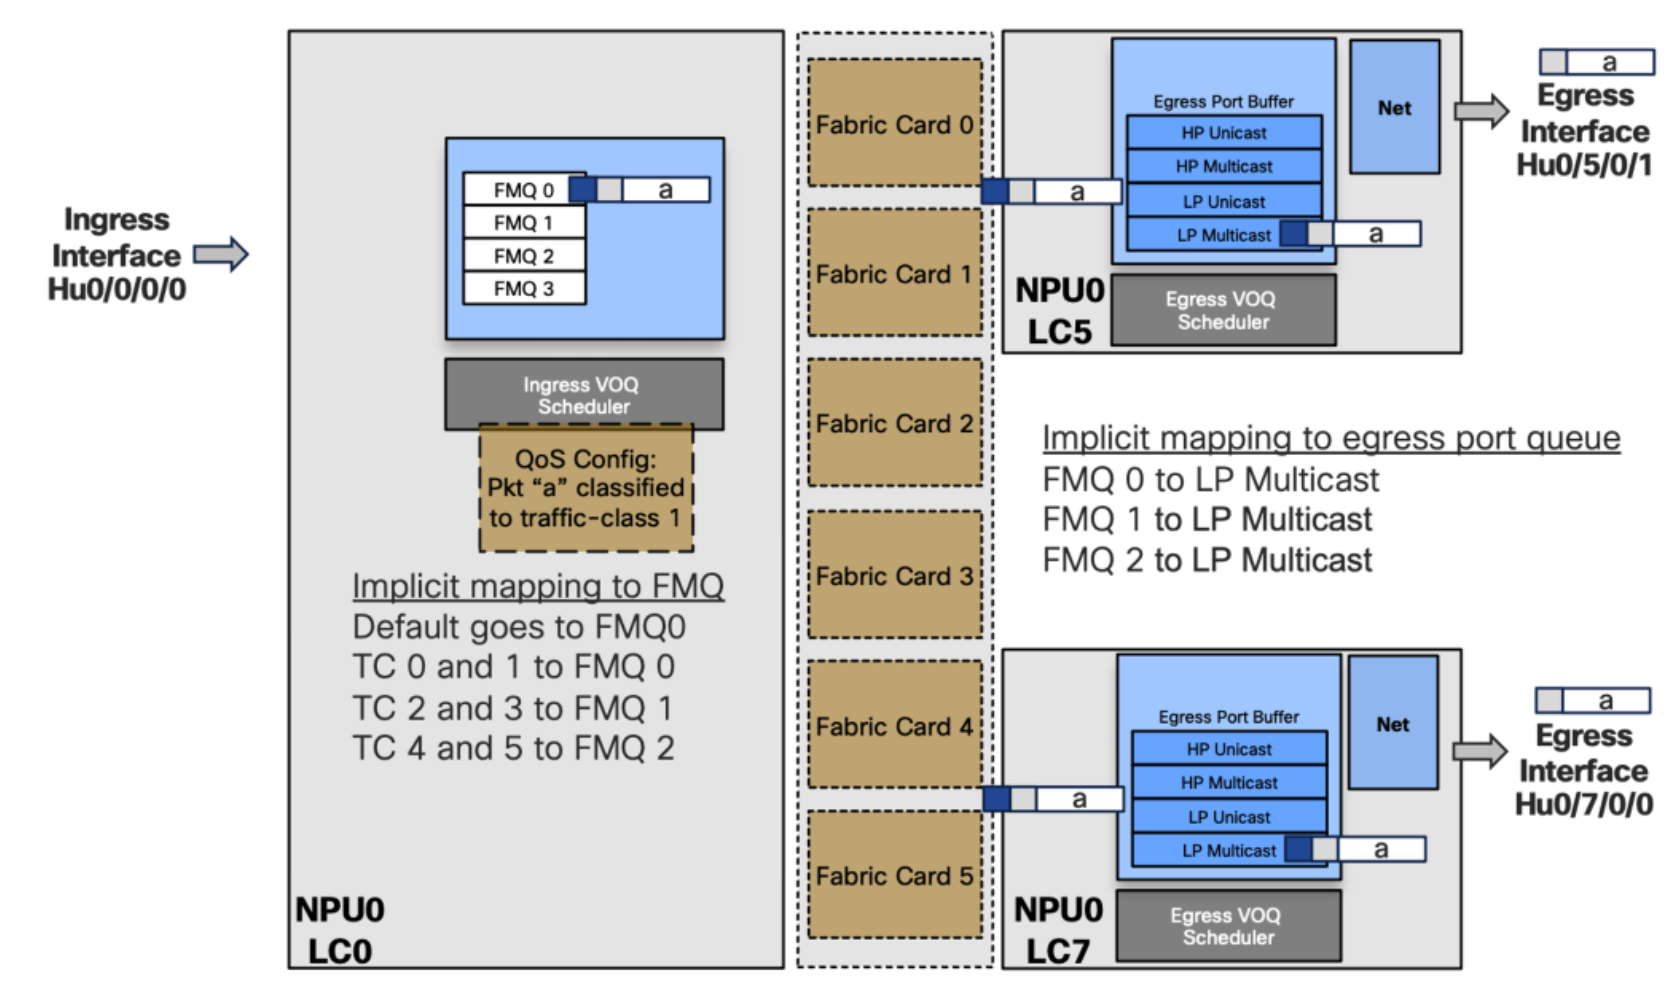 Ingress
Interface
Hu0/0/0/0
FMQ 0
a
FMQ 1
FMQ 2
FMQ 3
Ingress VOQ
Scheduler
QoS Config:
Pkt “a” classified
to traffic-class 1
Implicit mapping to FMQ
Default goes to FMQ0
TC 0 and 1 to FMQ 0
TC 2 and 3 to FMQ 1
TC 4 and 5 to FMQ 2
NPU0
LC0
Fabric Card 0
Fabric Card 1
Fabric Card 2
Fabric Card 3
Fabric Card 4
Fabric Card 5
a
Egress Port Buffer
HP Unicast
HP Multicast
LP Unicast
LP Multicast
a
NPU0
LC5
Egress VOQ
Scheduler
Net
a
Egress
Interface
Hu0/5/0/1
Implicit mapping to egress port queue
FMQ 0 to LP Multicast
FMQ 1 to LP Multicast
FMQ 2 to LP Multicast
a
Egress Port Buffer
HP Unicast
HP Multicast
LP Unicast
LP Multicast
a
NPU0
LC7
Egress VOQ
Scheduler
Net
a
Egress
Interface
Hu0/7/0/0